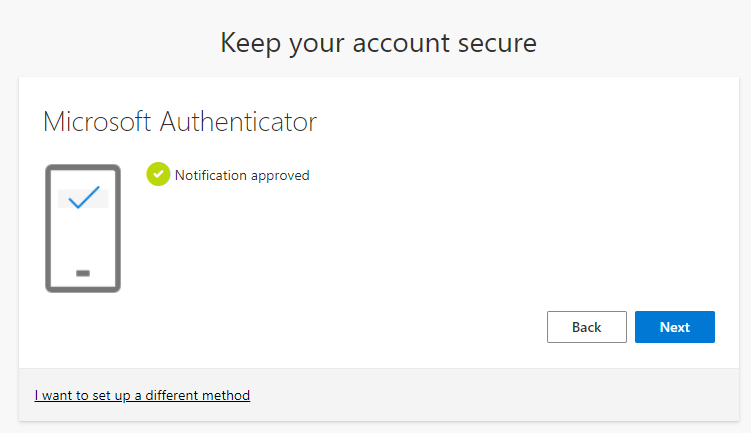 Keep your account secure
Microsoft Authenticator
Notification approved
Back
Next
I want to set up a different method